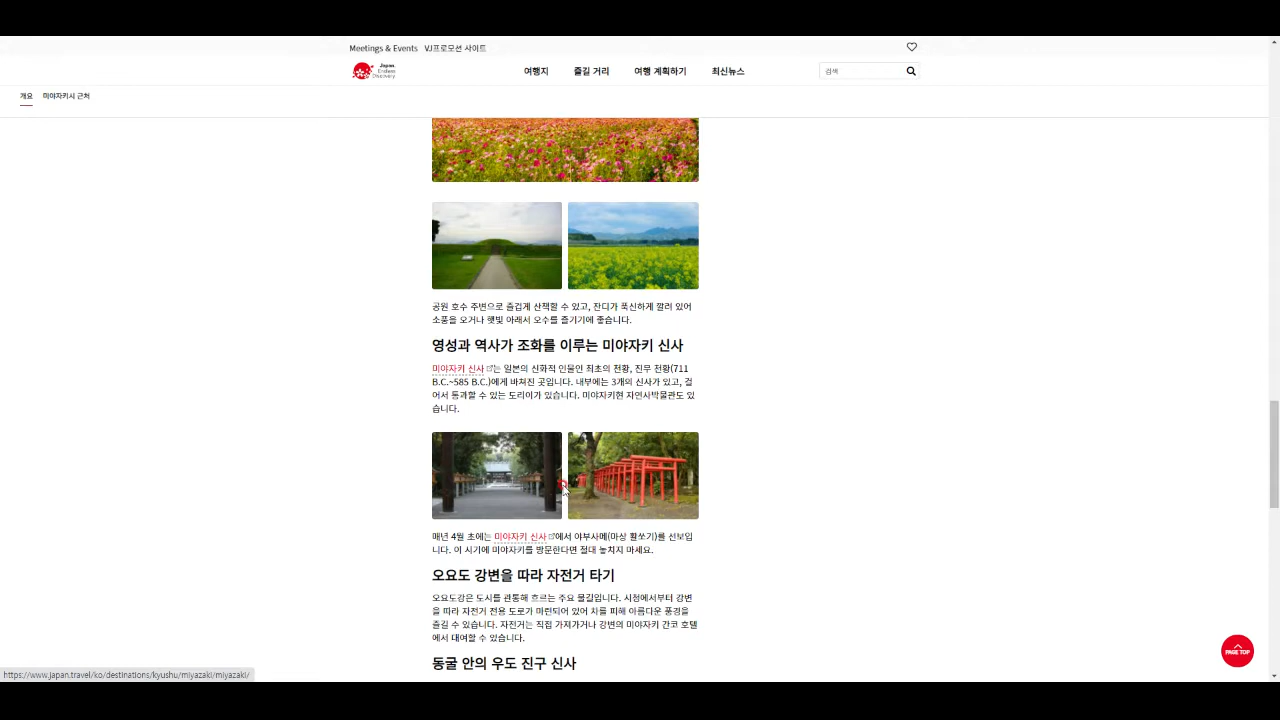 Meetings & Events VJ프로모션 사이트
Japan.
Endless
Discovery.
여행지 즐길 거리 여행 계획하기 최신뉴스 검색
개요 미야자키시 근처
공원 호수 주변으로 즐겁게 산책할 수 있고, 잔디가 푹신하게 깔려 있어
소풍을 오거나 햇빛 아래서 오수를 즐기기에 좋습니다.
영성과 역사가 조화를 이루는 미야자키 신사
미야자키 신사는 일본의 신화적 인물인 최초의 천황, 진무 천황(711
B.C.~585 B.C.)에게 바쳐진 곳입니다. 내부에는 3개의 신사가 있고, 걸
어서 통과할 수 있는 도리이가 있습니다. 미야자키현 자연사박물관도 있
습니다.
매년 4월 초에는 미야자키 신사에서 야부사메(마상 활쏘기)를 선보입
니다. 이 시기에 미야자키를 방문한다면 절대 놓치지 마세요.
오요도 강변을 따라 자전거 타기
오요도강은 도시를 관통해 흐르는 주요 물길입니다. 시청에서부터 강변
을 따라 자전거 전용 도로가 마련되어 있어 차를 피해 아름다운 풍경을
즐길 수 있습니다. 자전거는 직접 가져가거나 강변의 미야자키 간코 호텔
에서 대여할 수 있습니다.
PAGE TOP
동굴 안의 우도 진구 신사
https://www.japan.travel/ko/destinations/kyushu/miyazaki/miyazaki/